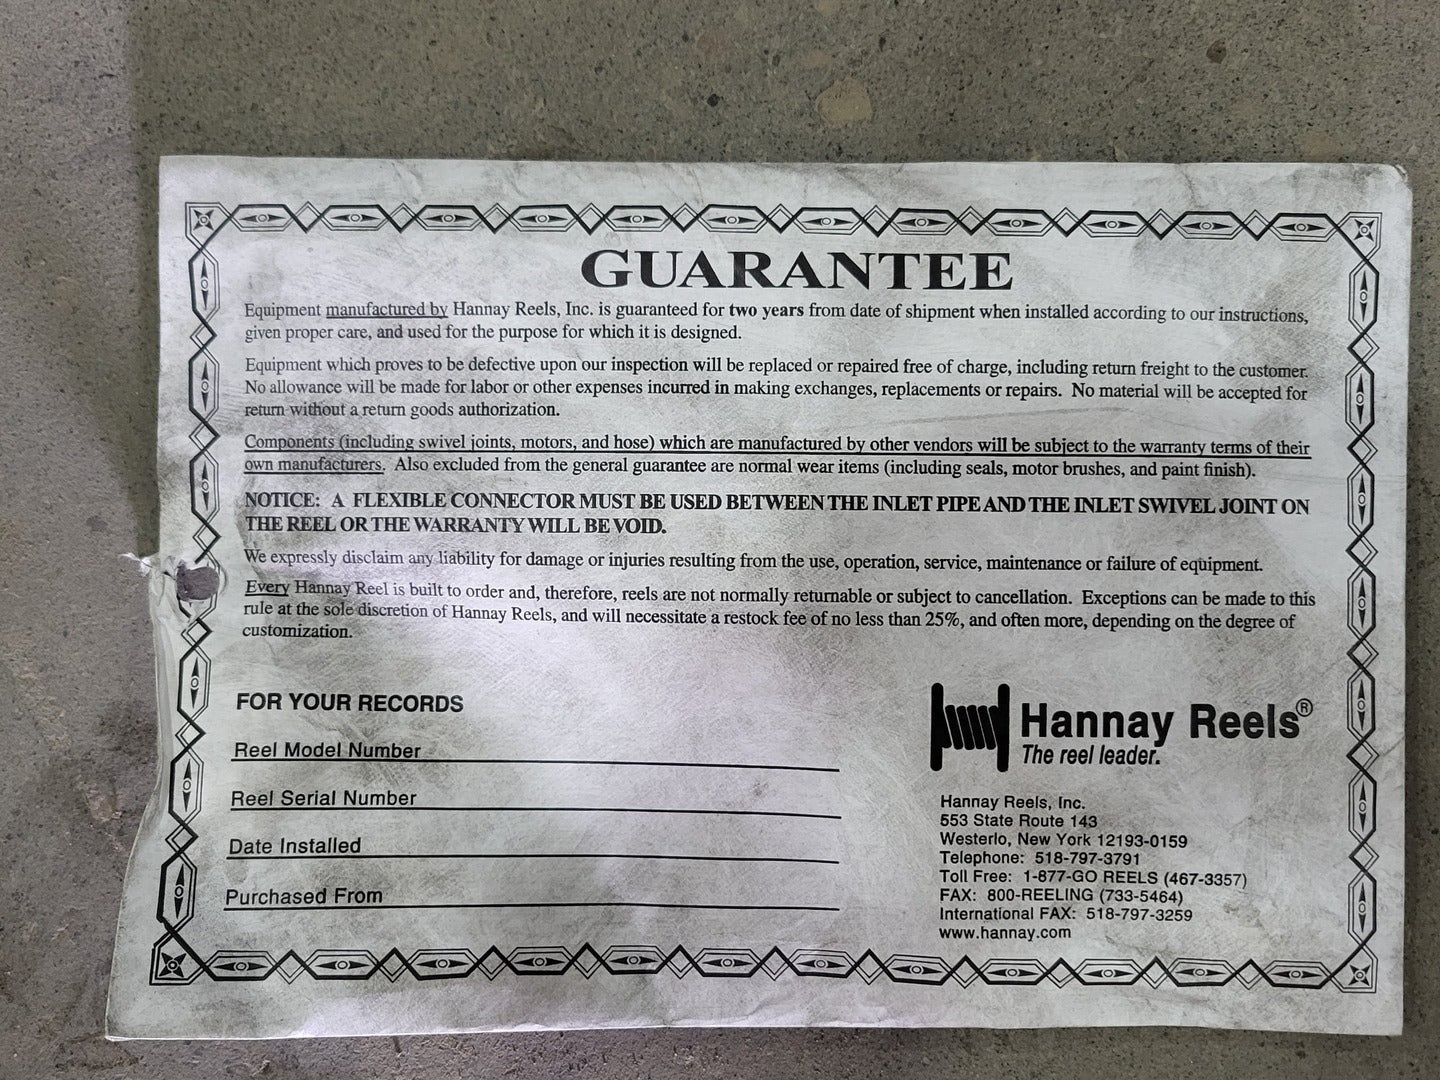 GUARANTEE
Equipment manufactured by Hannay Reels, Inc. is guaranteed for two years from date of shipment when installed according to our instructions,
given proper care, and used for the purpose for which it is designed.
Equipment which proves to be defective upon our inspection will be replaced or repaired free of charge, including return freight to the customer.
No allowance will be made for labor or other expenses incurred in making exchanges, replacements or repairs.  No material will be accepted for
return without a return goods authorization.
Components (including swivel joints, motors, and hose) which are manufactured by other vendors will be subject to the warranty terms of their
own manufacturers.  Also excluded from the general guarantee are normal wear items (including seals, motor brushes, and paint finish).
NOTICE:  A FLEXIBLE CONNECTOR MUST BE USED BETWEEN THE INLET PIPE AND THE INLET SWIVEL JOINT ON
THE REEL OR THE WARRANTY WILL BE VOID.
We expressly disclaim any liability for damage or injuries resulting from the use, operation, service, maintenance or failure of equipment.
Every Hannay Reel is built to order and, therefore, reels are not normally returnable or subject to cancellation.  Exceptions can be made to this
rule at the sole discretion of Hannay Reels, and will necessitate a restock fee of no less than 25%, and often more, depending on the degree of
customization.
FOR YOUR RECORDS
Reel Model Number
Reel Serial Number
Date Installed
Purchased From
Hannay Reels®
The reel leader.
Hannay Reels, Inc.
553 State Route 143
Westerlo, New York 12193-0159
Telephone:  518-797-3791
Toll Free:  1-877-GO REELS (467-3357)
FAX:  800-REELING (733-5464)
International FAX:  518-797-3259
www.hannay.com